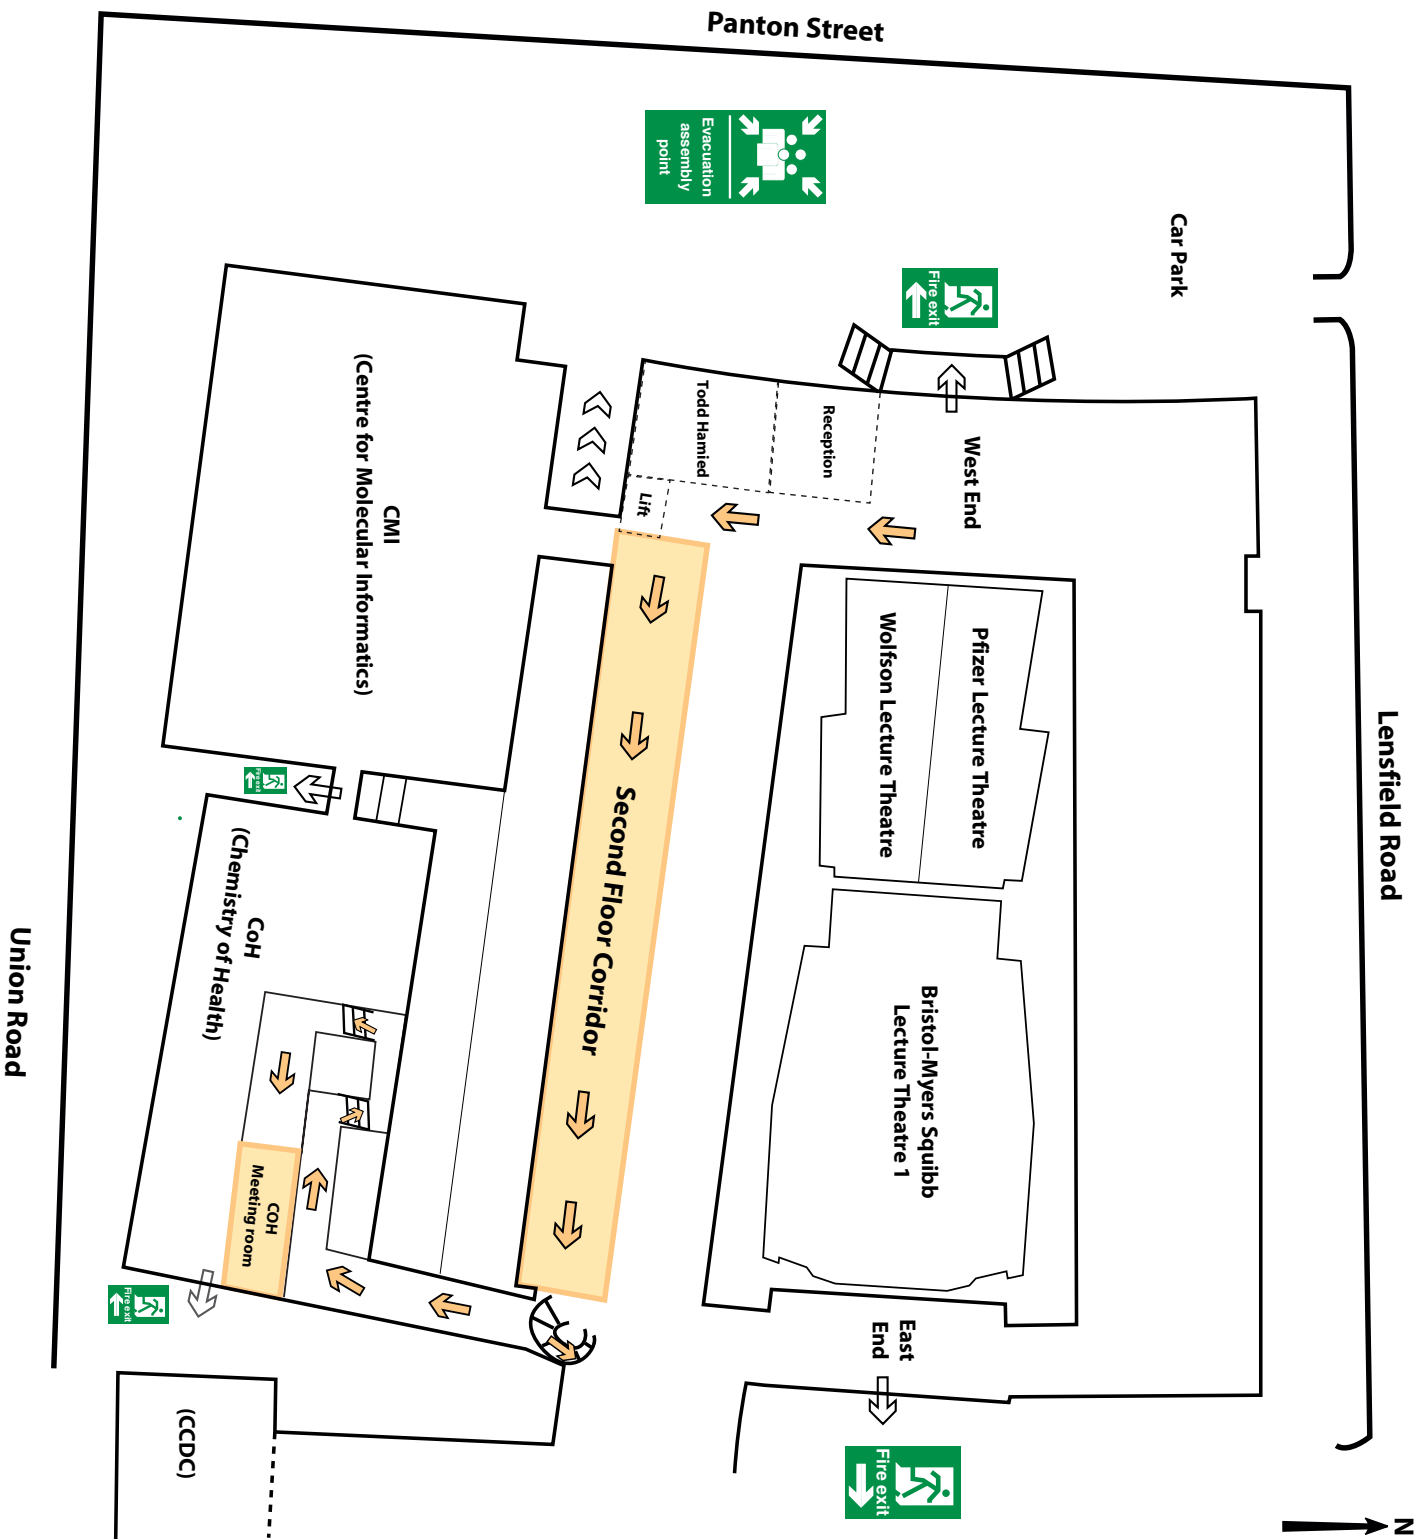 Panton Street
Evacuation
assembly
point
Car Park
Fire exit
West End
Reception
Todd Hamied
Lift
CMI
(Centre for Molecular Informatics)
Pfizer Lecture Theatre
Wolfson Lecture Theatre
Lensfield Road
Second Floor Corridor
Fire exit
CoH
(Chemistry of Health)
Union Road
Bristol-Myers Squibb
Lecture Theatre 1
COH
Meeting room
Fire exit
East
End
Fire exit
(CCDC)
N